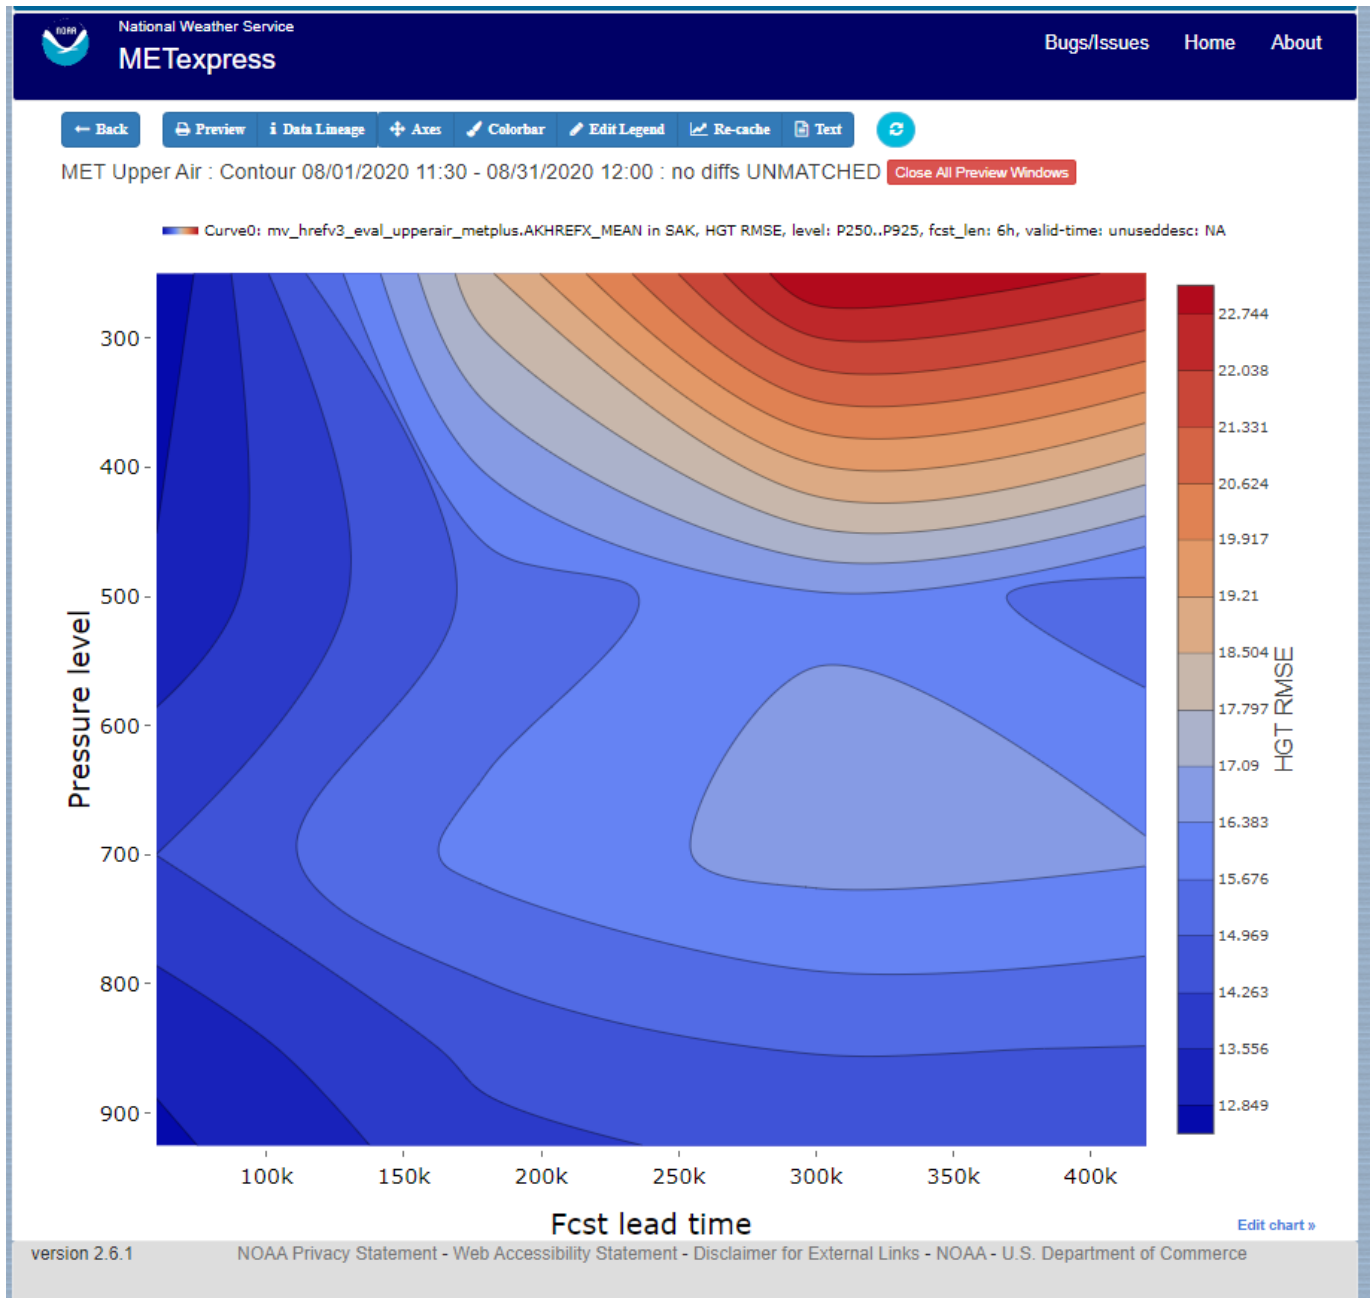 NOAA
National Weather Service
METexpress
Bugs/Issues Home About
← Back Preview i Data Lineage Axes Colorbar Edit Legend Re-cache Text
MET Upper Air : Contour 08/01/2020 11:30 - 08/31/2020 12:00 : no diffs UNMATCHED Close All Preview Windows
Curve0: mv_hrefv3_eval_upperair_metplus.AKHREFX_MEAN in SAK, HGT RMSE, level: P250..P925, fcst_len: 6h, valid-time: unuseddesc: NA
300
400
500
600
700
800
900
Pressure level
100k 150k 200k 250k 300k 350k 400k
Fcst lead time
22.744
22.038
21.331
20.624
19.917
19.21
18.504
17.797
17.09
16.383
15.676
14.969
14.263
13.556
12.849
HGT RMSE
Edit chart »
version 2.6.1 NOAA Privacy Statement - Web Accessibility Statement - Disclaimer for External Links - NOAA - U.S. Department of Commerce